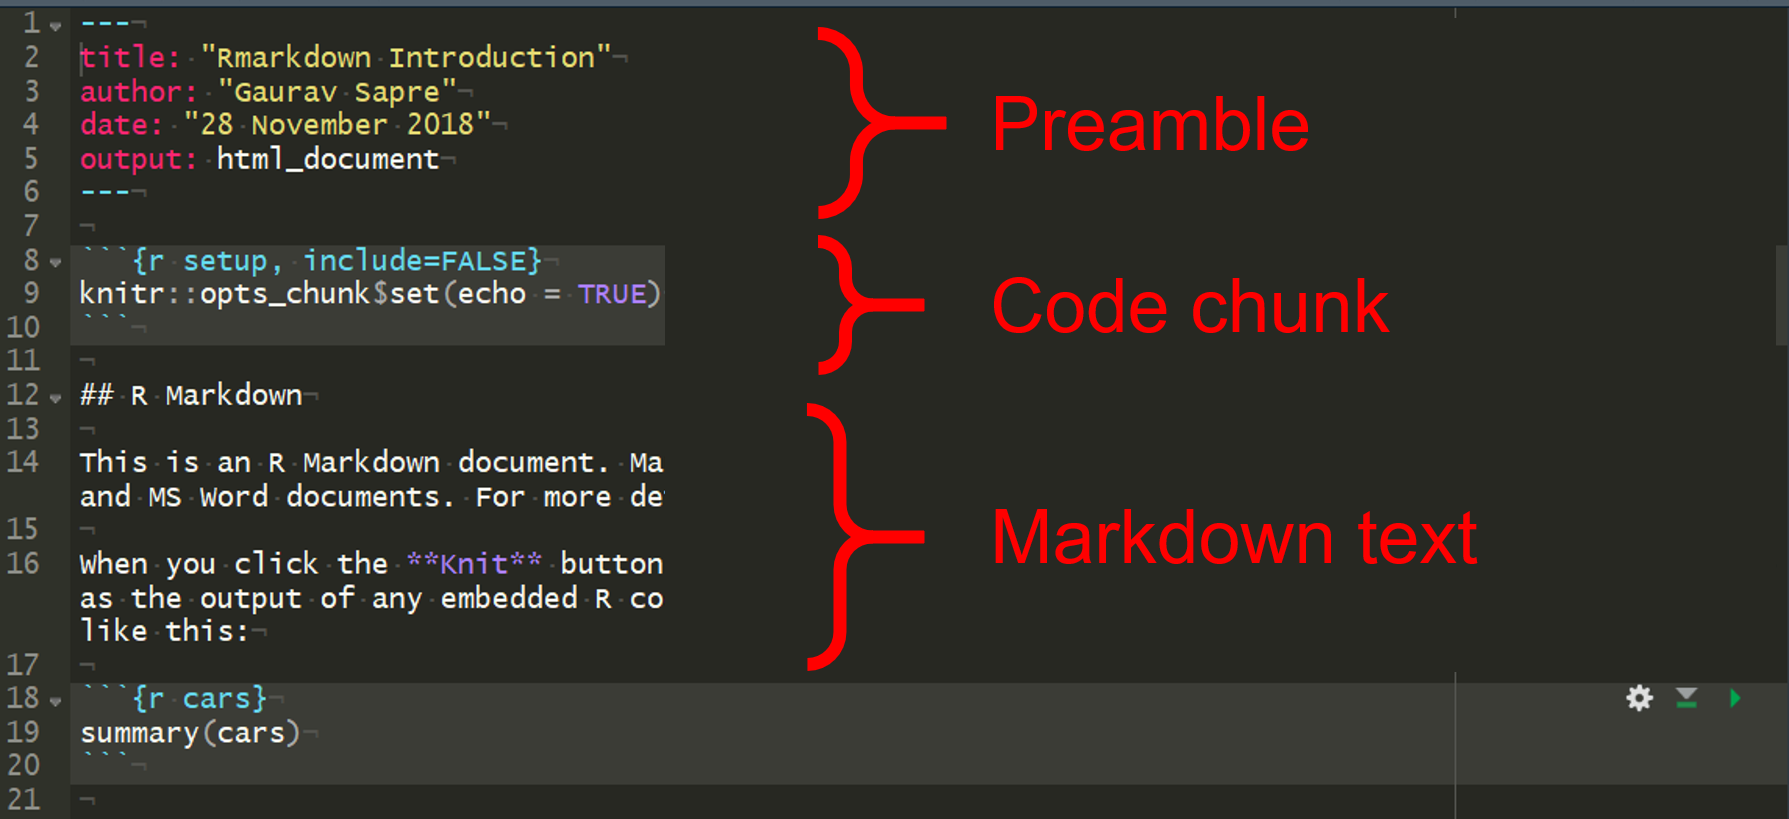 1 ---
2 title: "Rmarkdown Introduction"
3 author: "Gaurav Sapre"
4 date: "28 November 2018"
5 output: html_document
6 ---
Preamble
7
8 ```{r setup, include=FALSE}
9 knitr::opts_chunk$set(echo = TRUE)
10 ```
Code chunk
11
12 ## R Markdown
13
14 This is an R Markdown document. Ma
and MS Word documents. For more de
15
16 When you click the **Knit** button
as the output of any embedded R co
like this:
Markdown text
17
18 ```{r cars}
19 summary(cars)
20 ```
21